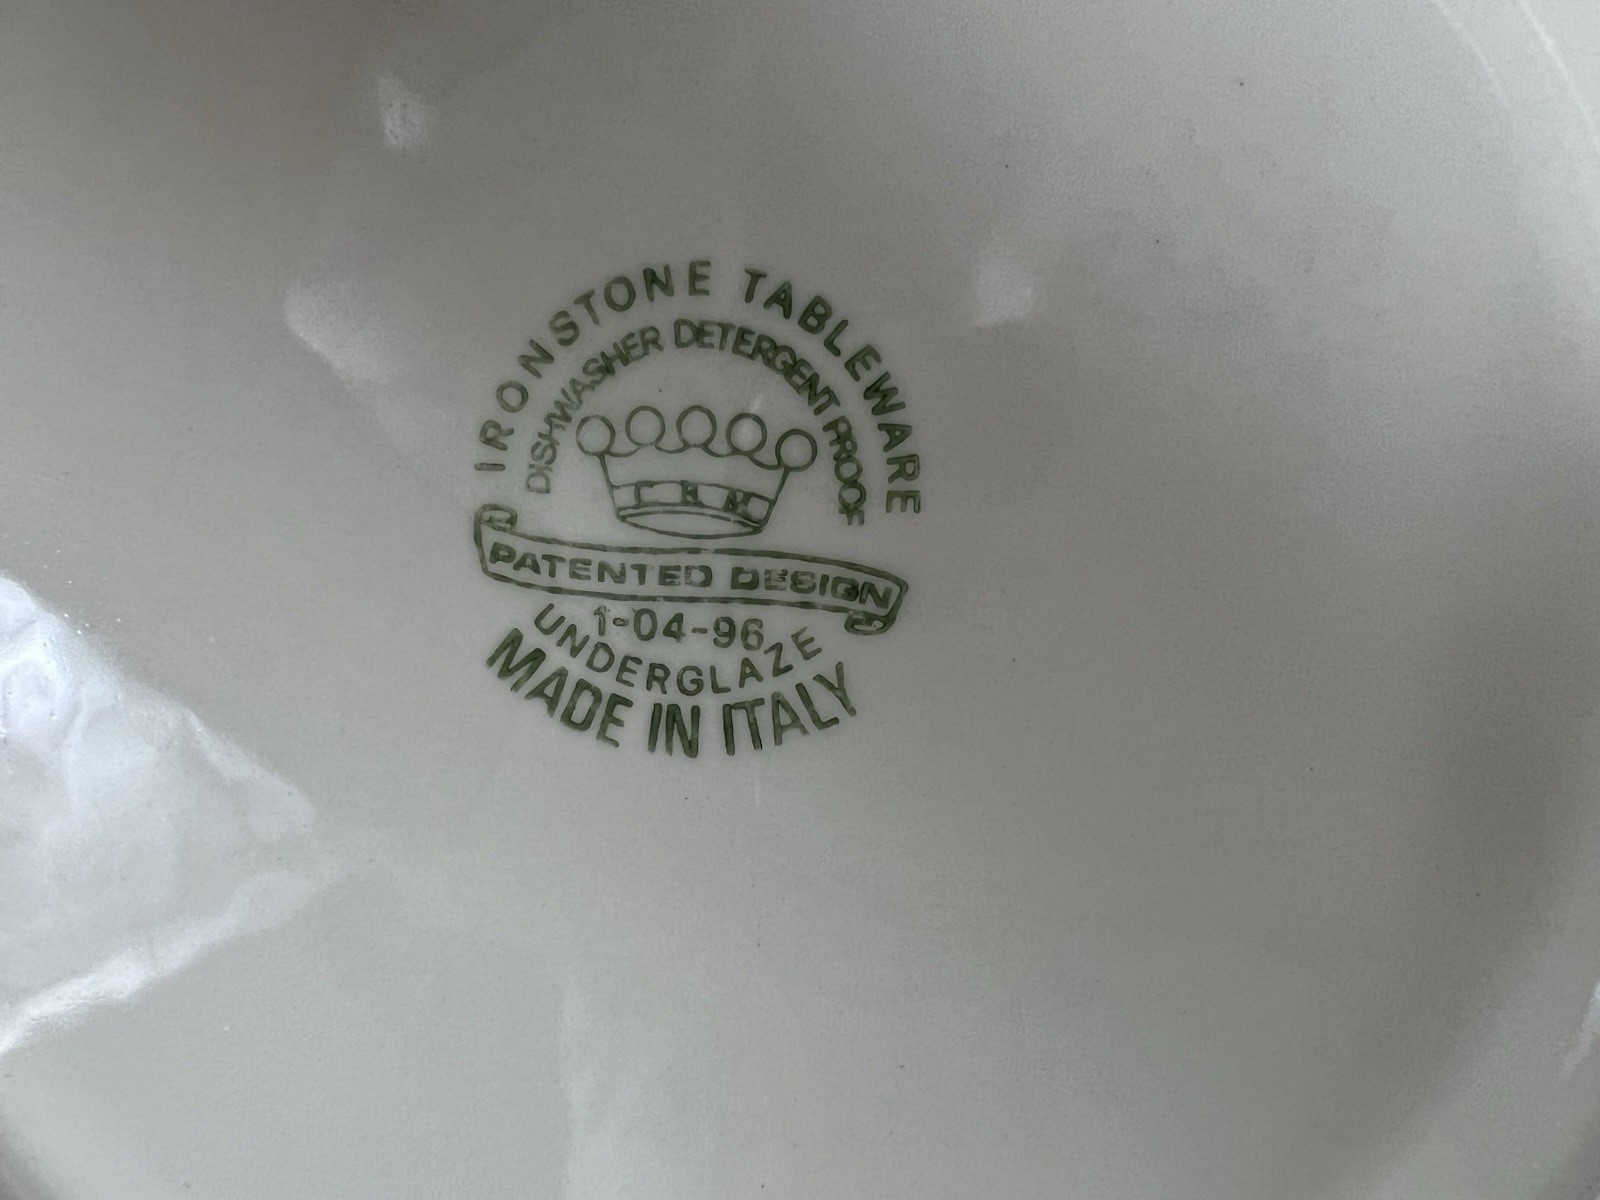 IRONSTONE TABLEWARE
DISHWASHER DETERGENT PROOF
PATENTED DESIGN
1-04-96
UNDERGLAZE
MADE IN ITALY